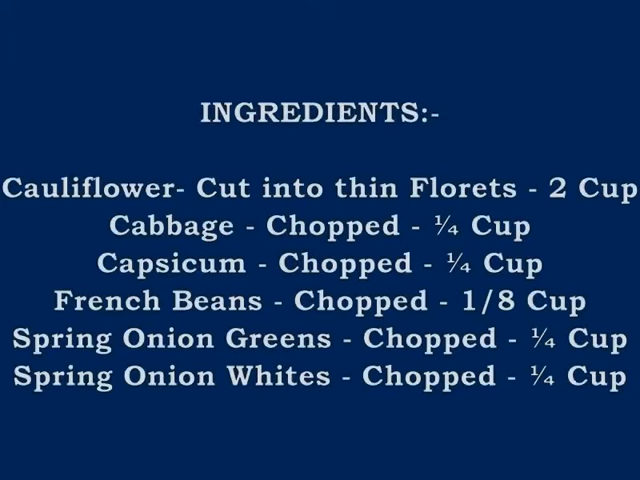 INGREDIENTS:-
Cauliflower- Cut into thin Florets - 2 Cup
Cabbage - Chopped - ¼ Cup
Capsicum - Chopped - ¼ Cup
French Beans - Chopped - 1/8 Cup
Spring Onion Greens - Chopped - ¼ Cup
Spring Onion Whites - Chopped - ¼ Cup